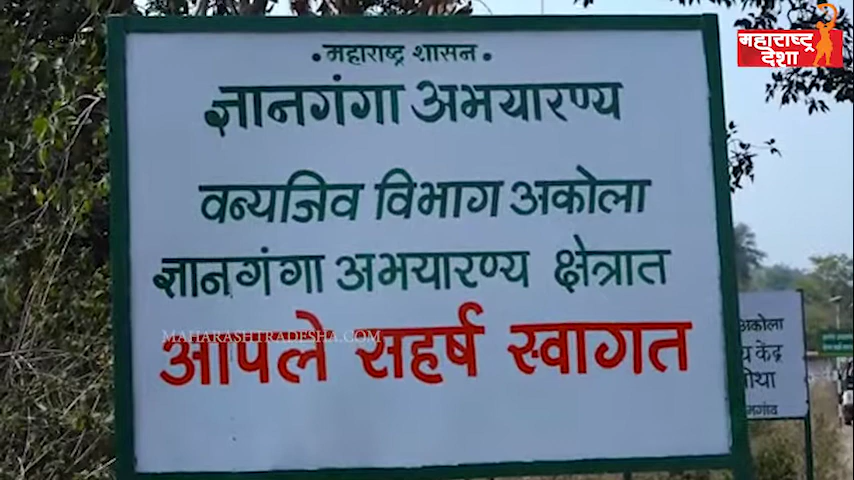 महाराष्ट्र
देशा
•महाराष्ट्र शासन•
ज्ञानगंगा अभयारण्य
वन्यजिव विभाग अकोला
ज्ञानगंगा अभयारण्य क्षेत्रात
MAHARASHTRADESHA.COM
आपले सहर्ष स्वागत
अकोला
केंद्र